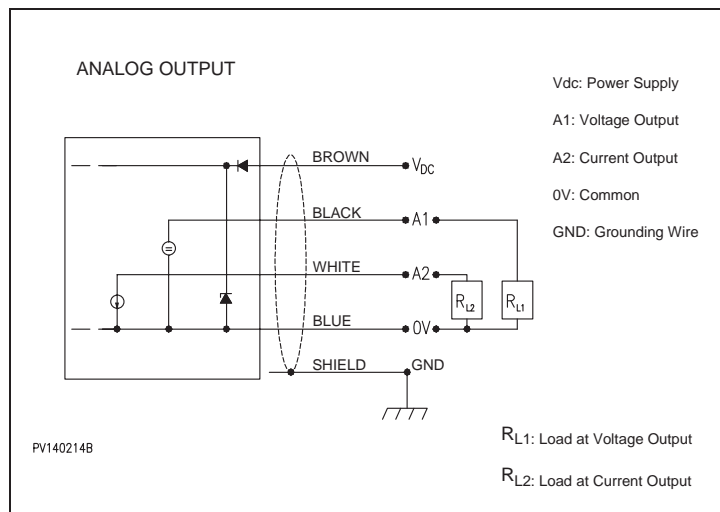 ANALOG OUTPUT
Vdc: Power Supply
A1: Voltage Output
A2: Current Output
0V: Common
GND: Grounding Wire
BROWN
VDC
BLACK
A1
WHITE
A2
RL2
RL1
BLUE
0V
SHIELD
GND
PV140214B
RL1: Load at Voltage Output
RL2: Load at Current Output